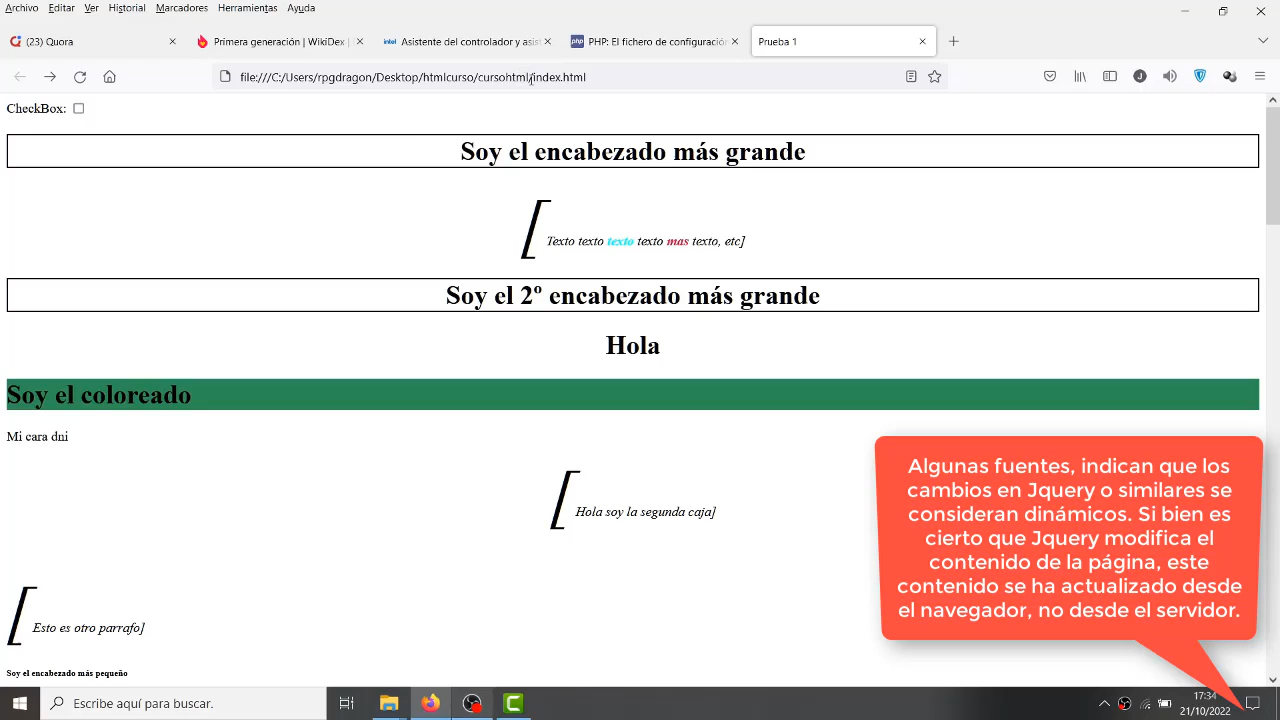 Archivo Editar Ver Historial Marcadores Herramientas Ayuda
(23) Quora
Primera generación | WikiDex |
intel Asistente del controlador y asist
php PHP: El fichero de configuración
Prueba 1
file:///C:/Users/rpgdragon/Desktop/htmlcurso/cursohtml/index.html
J
CheckBox:
Soy el encabezado más grande
[Texto texto texto texto mas texto, etc]
Soy el 2º encabezado más grande
Hola
Soy el coloreado
Mi cara dni
[Hola soy la segunda caja]
[Esto es otro parrafo]
Soy el encabezado más pequeño
Algunas fuentes, indican que los
cambios en Jquery o similares se
consideran dinámicos. Si bien es
cierto que Jquery modifica el
contenido de la página, este
contenido se ha actualizado desde
el navegador, no desde el servidor.
Escribe aquí para buscar.
17:34
21/10/2022